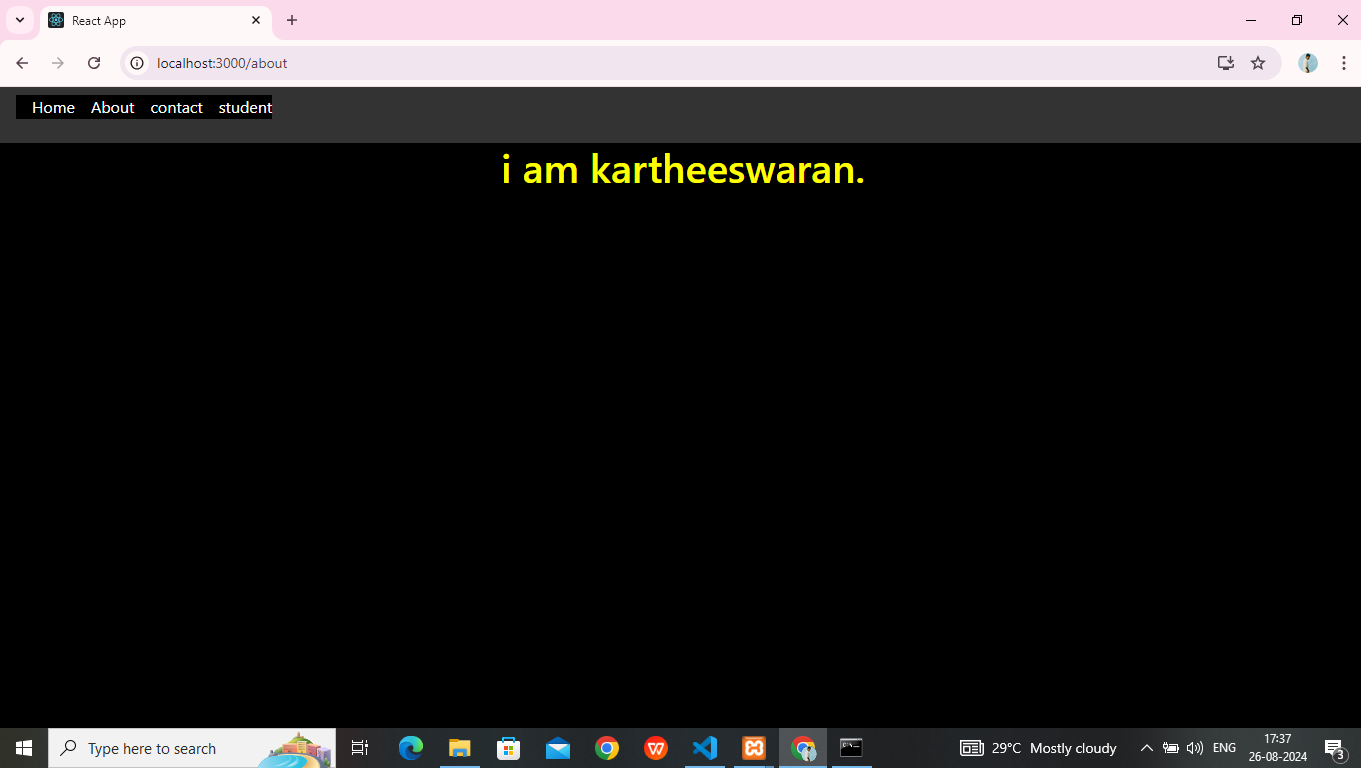 React App
localhost:3000/about
Home About contact student
i am kartheeswaran.
Type here to search
29°C Mostly cloudy
ENG
17:37
26-08-2024
3